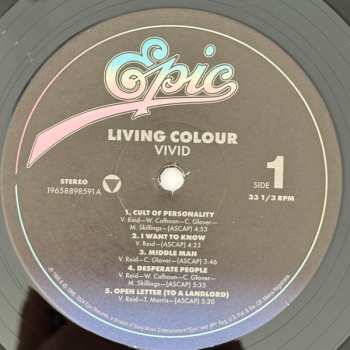 Epic
LIVING COLOUR
VIVID
STEREO
19658898591A
SIDE 1
33 1/3 RPM
1. CULT OF PERSONALITY
V. Reid—W. Calhoun—C. Glover—
M. Skillings—(ASCAP) 4:53
2. I WANT TO KNOW
V. Reid—(ASCAP) 4:23
3. MIDDLE MAN
V. Reid—C. Glover—(ASCAP) 3:46
4. DESPERATE PEOPLE
V. Reid—W. Calhoun—C. Glover—
M. Skillings—(ASCAP) 5:35
5. OPEN LETTER (TO A LANDLORD)
V. Reid—T. Morris—(ASCAP) 5:30